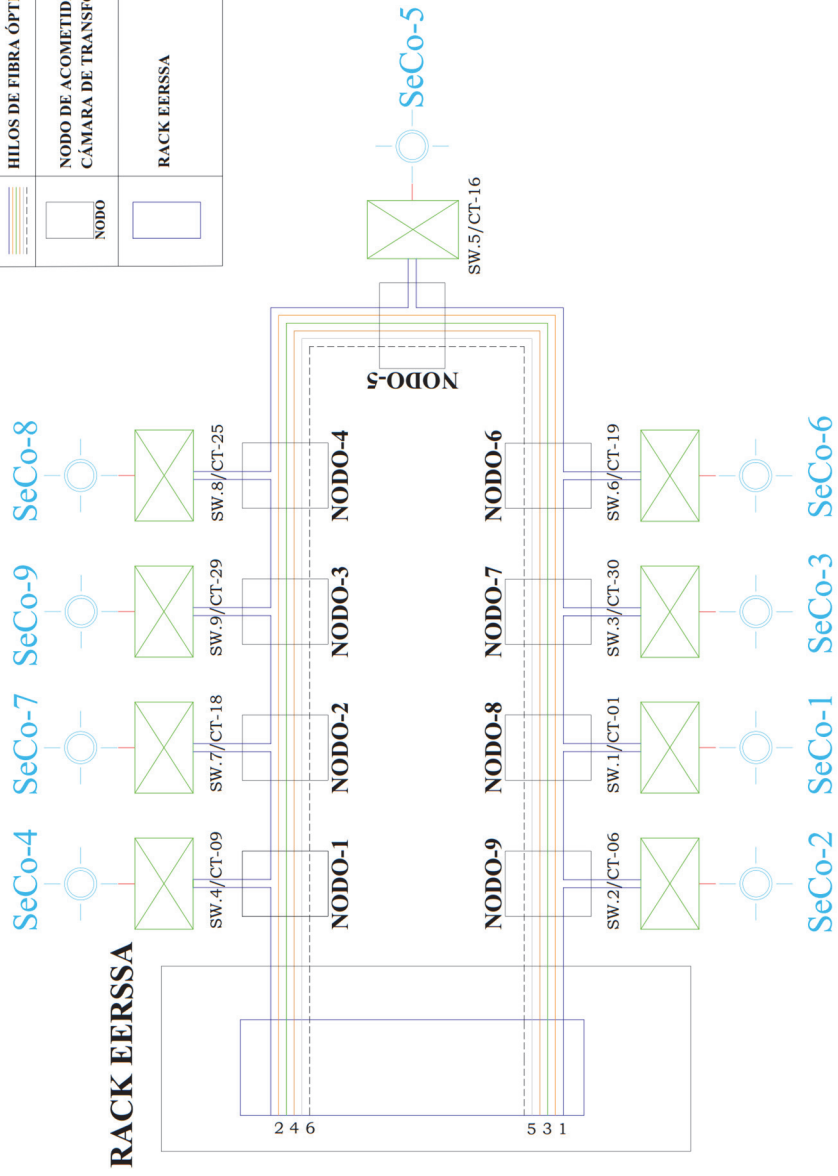 HILOS DE FIBRA
NODO DE
CÁMARA DE
NODO
RACK EERSSA
SeCo-5
SW.5/CT-16
NODO-5
SeCo-4
SeCo-7
SeCo-9
SeCo-8
SW.4/CT-09
SW.7/CT-18
SW.9/CT-29
SW.8/CT-25
NODO-1
NODO-2
NODO-3
NODO-4
RACK EERSSA
2 4 6
5 3 1
NODO-9
NODO-8
NODO-7
NODO-6
SW.2/CT-06
SW.1/CT-01
SW.3/CT-30
SW.6/CT-19
SeCo-2
SeCo-1
SeCo-3
SeCo-6